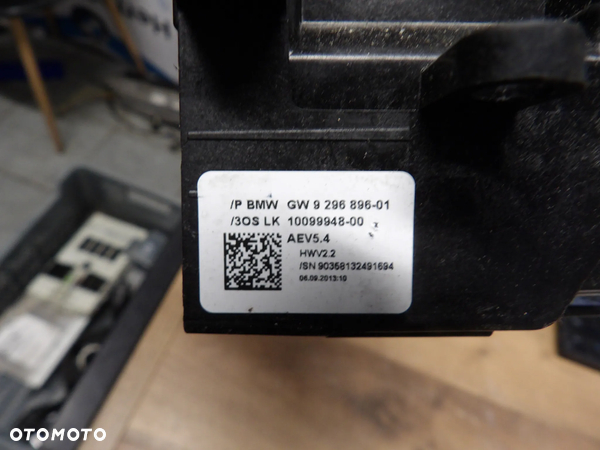 /P BMW GW 9 296 896-01
/3OS LK 10099948-00
AEV5.4
HWV2.2
/SN 90358132491694
06.09.2013:10
OTOMOTO